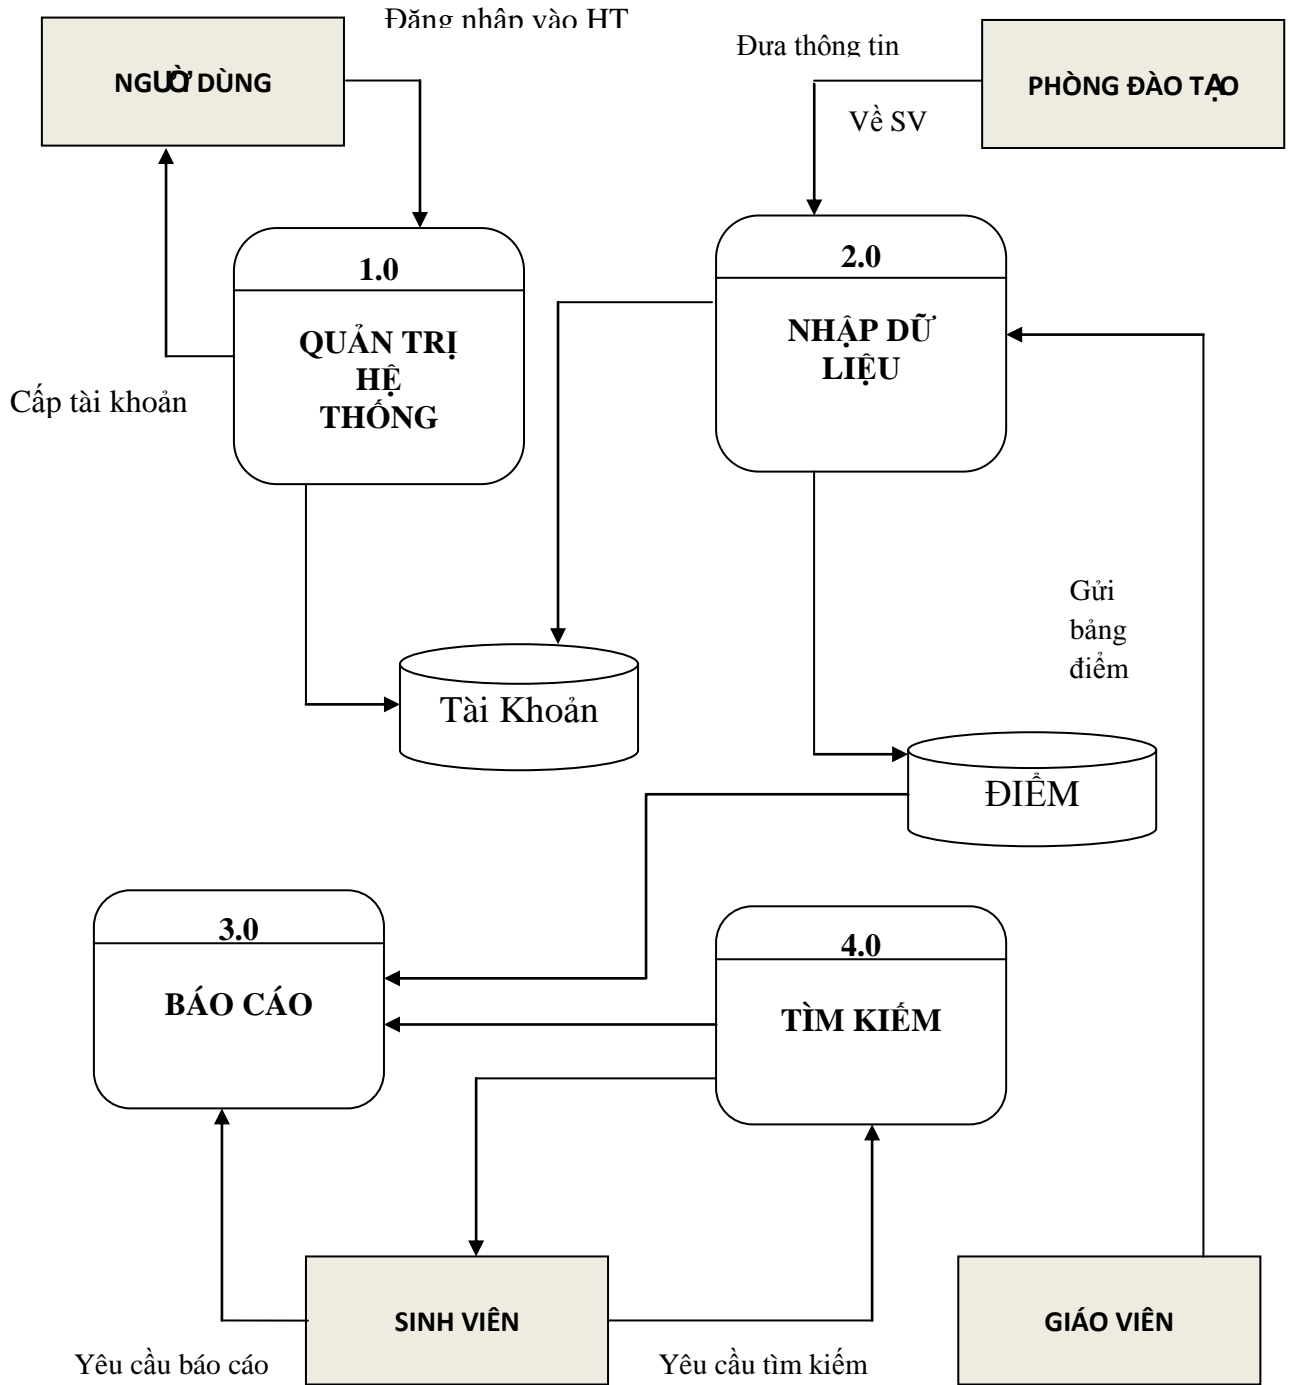 Đăng nhập vào HT
Đưa thông tin
NGƯỜI DÙNG
PHÒNG ĐÀO TẠO
Về SV
1.0
2.0
QUẢN TRỊ
HỆ
THỐNG
NHẬP DỮ
LIỆU
Cấp tài khoản
Gửi
bảng
điểm
Tài Khoản
ĐIỂM
3.0
4.0
BÁO CÁO
TÌM KIẾM
SINH VIÊN
GIÁO VIÊN
Yêu cầu báo cáo
Yêu cầu tìm kiếm